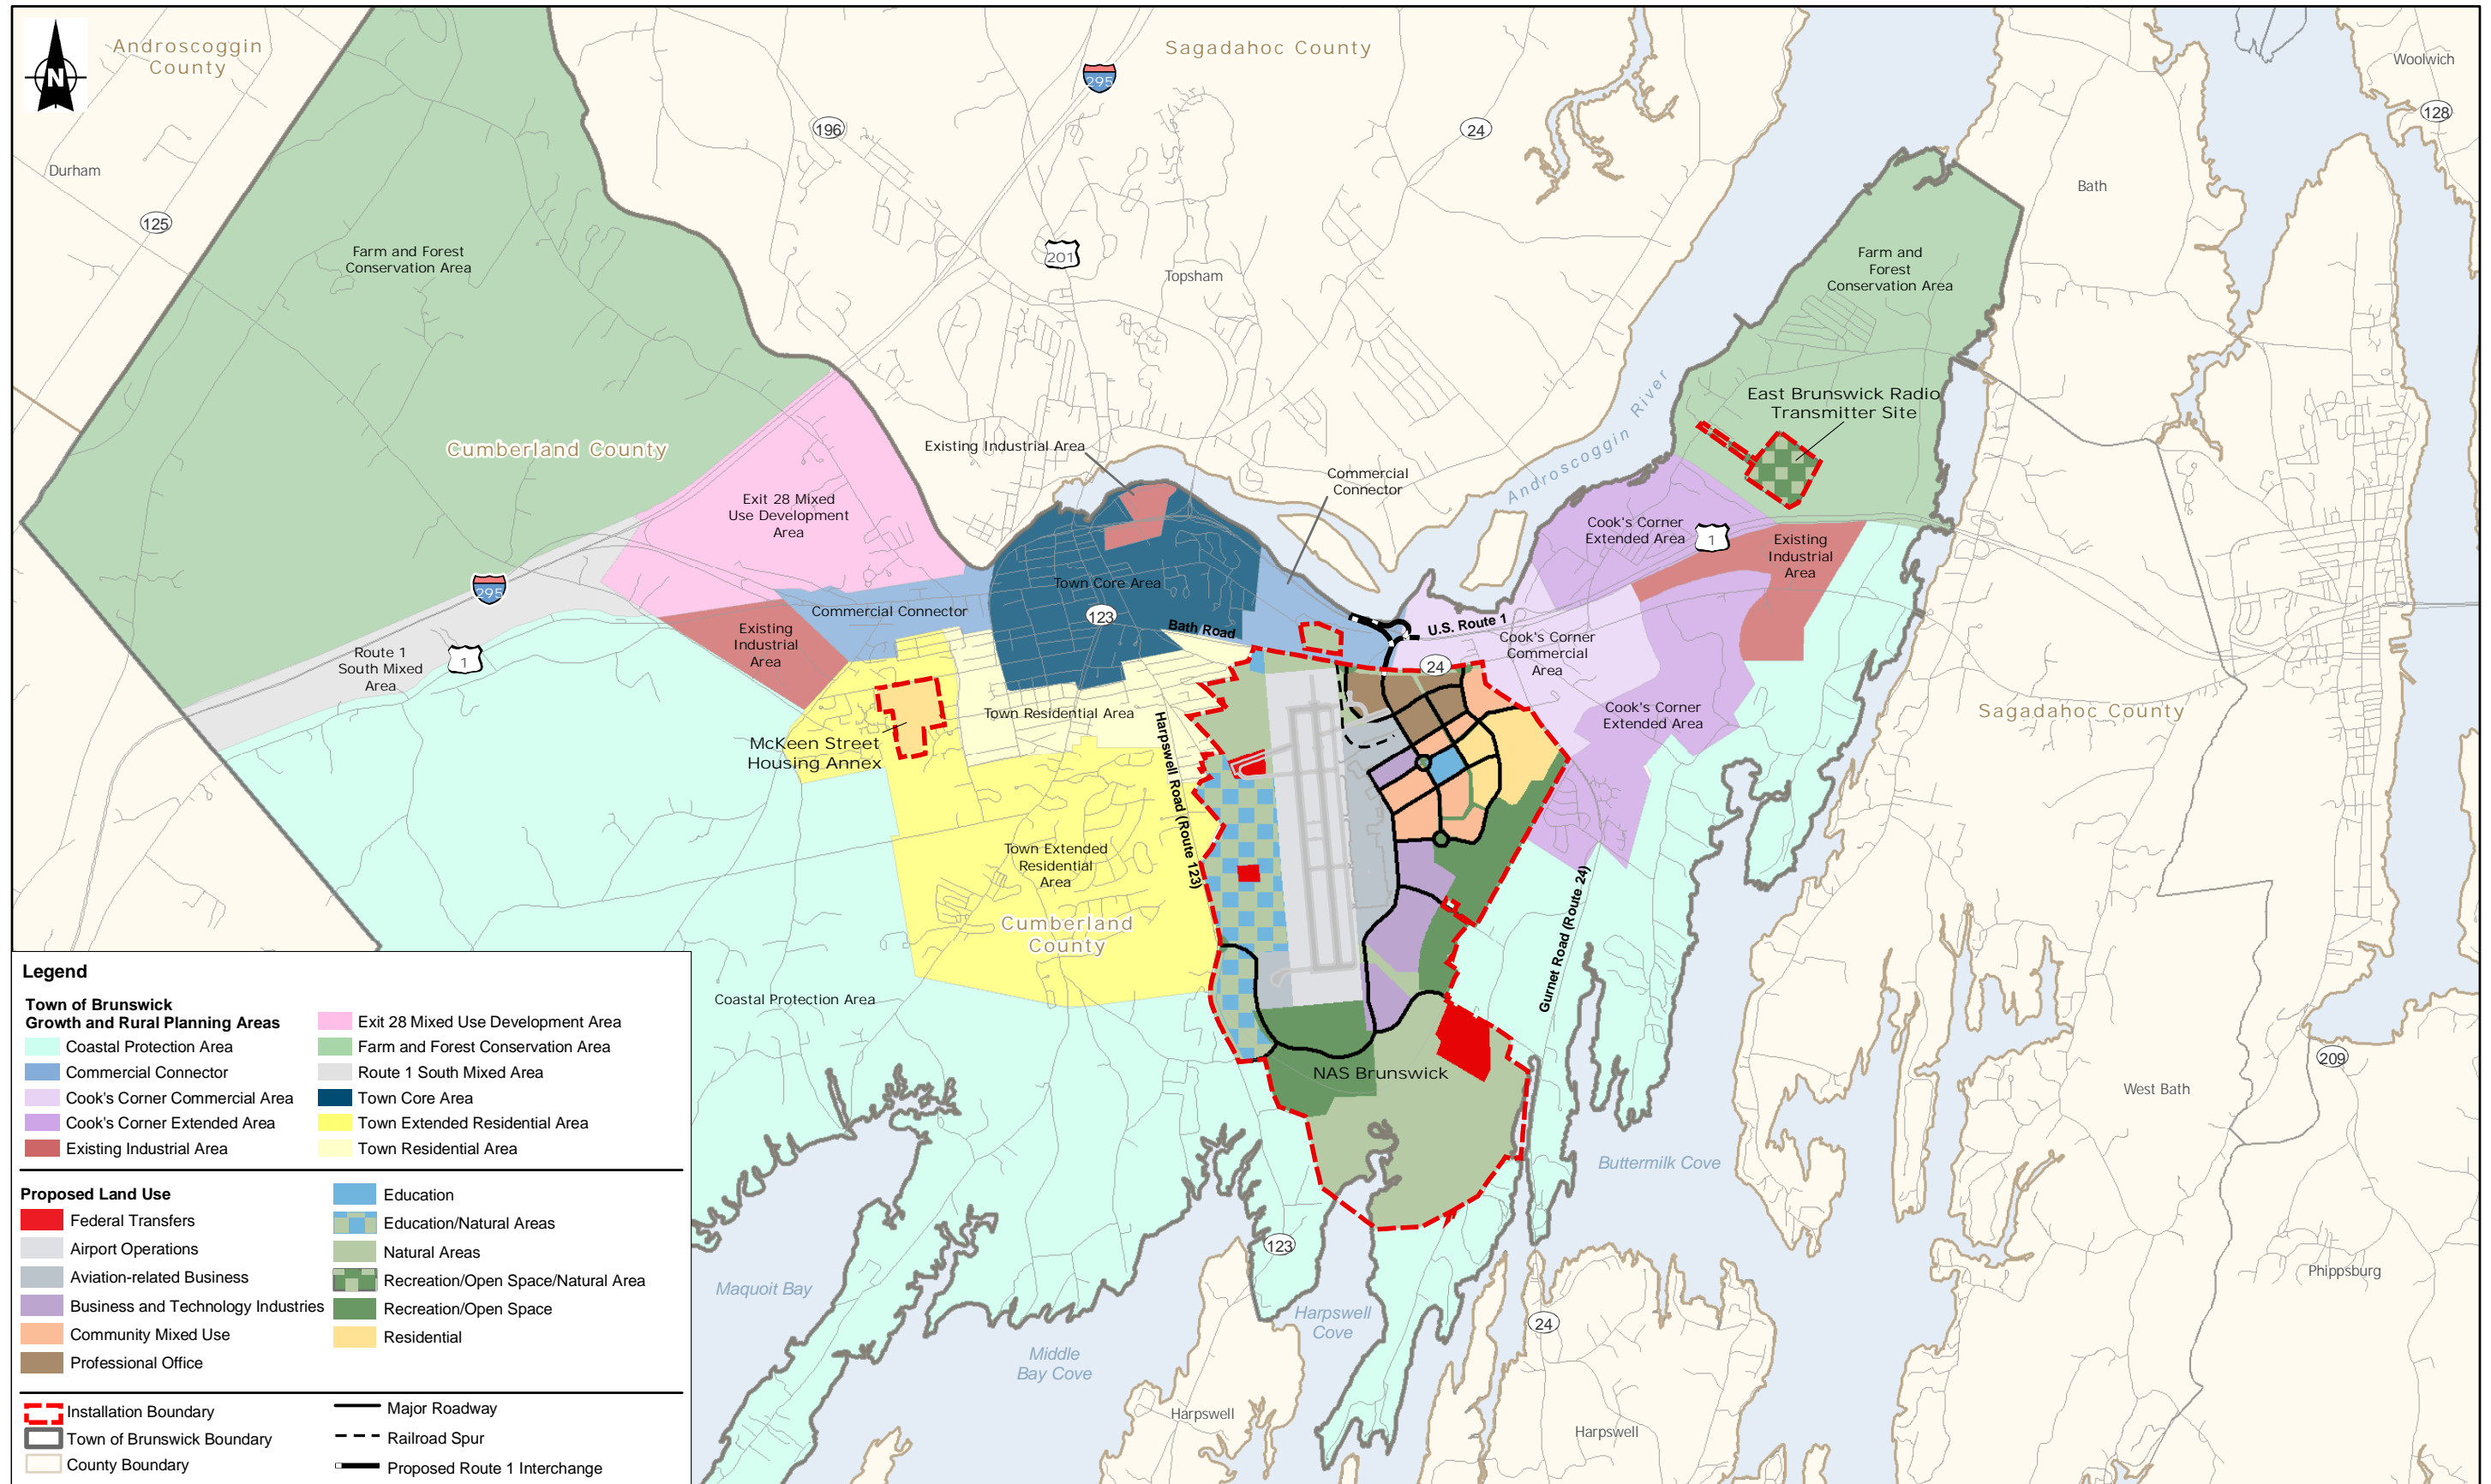 N
Androscoggin
County
Sagadahoc County
295
Woolwich
128
196
24
Durham
Bath
125
201
Topsham
Farm and Forest
Conservation Area
Farm and
Forest
Conservation Area
Androscoggin River
East Brunswick Radio
Transmitter Site
Cumberland County
Existing Industrial Area
Commercial
Connector
Exit 28 Mixed
Use Development
Area
Cook's Corner
Extended Area
1
Existing
Industrial
Area
295
Town Core Area
Commercial Connector
123
Bath Road
U.S. Route 1
Existing
Industrial
Area
Cook's Corner
Commercial
Area
Route 1
South Mixed
Area
1
24
Town Residential Area
Cook's Corner
Extended Area
Sagadahoc County
McKeen Street
Housing Annex
Harpswell Road (Route 123)
Town Extended
Residential
Area
Cumberland
County
Gurnet Road (Route 24)
Coastal Protection Area
NAS Brunswick
209
West Bath
Buttermilk Cove
123
Maquoit Bay
Phippsburg
Harpswell
Cove
24
Middle
Bay Cove
Harpswell
Harpswell
Legend
Town of Brunswick
Growth and Rural Planning Areas
Coastal Protection Area
Commercial Connector
Cook's Corner Commercial Area
Cook's Corner Extended Area
Existing Industrial Area
Exit 28 Mixed Use Development Area
Farm and Forest Conservation Area
Route 1 South Mixed Area
Town Core Area
Town Extended Residential Area
Town Residential Area
Proposed Land Use
Federal Transfers
Airport Operations
Aviation-related Business
Business and Technology Industries
Community Mixed Use
Professional Office
Education
Education/Natural Areas
Natural Areas
Recreation/Open Space/Natural Area
Recreation/Open Space
Residential
Installation Boundary
Town of Brunswick Boundary
County Boundary
Major Roadway
Railroad Spur
Proposed Route 1 Interchange